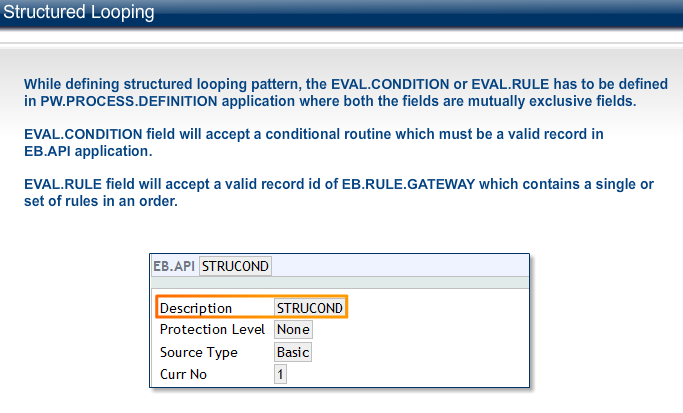 Structured Looping
While defining structured looping pattern, the EVAL.CONDITION or EVAL.RULE has to be defined
in PW.PROCESS.DEFINITION application where both the fields are mutually exclusive fields.
EVAL.CONDITION field will accept a conditional routine which must be a valid record in
EB.API application.
EVAL.RULE field will accept a valid record id of EB.RULE.GATEWAY which contains a single or
set of rules in an order.
EB.API STRUCOND
Description STRUCOND
Protection Level None
Source Type Basic
Curr No 1